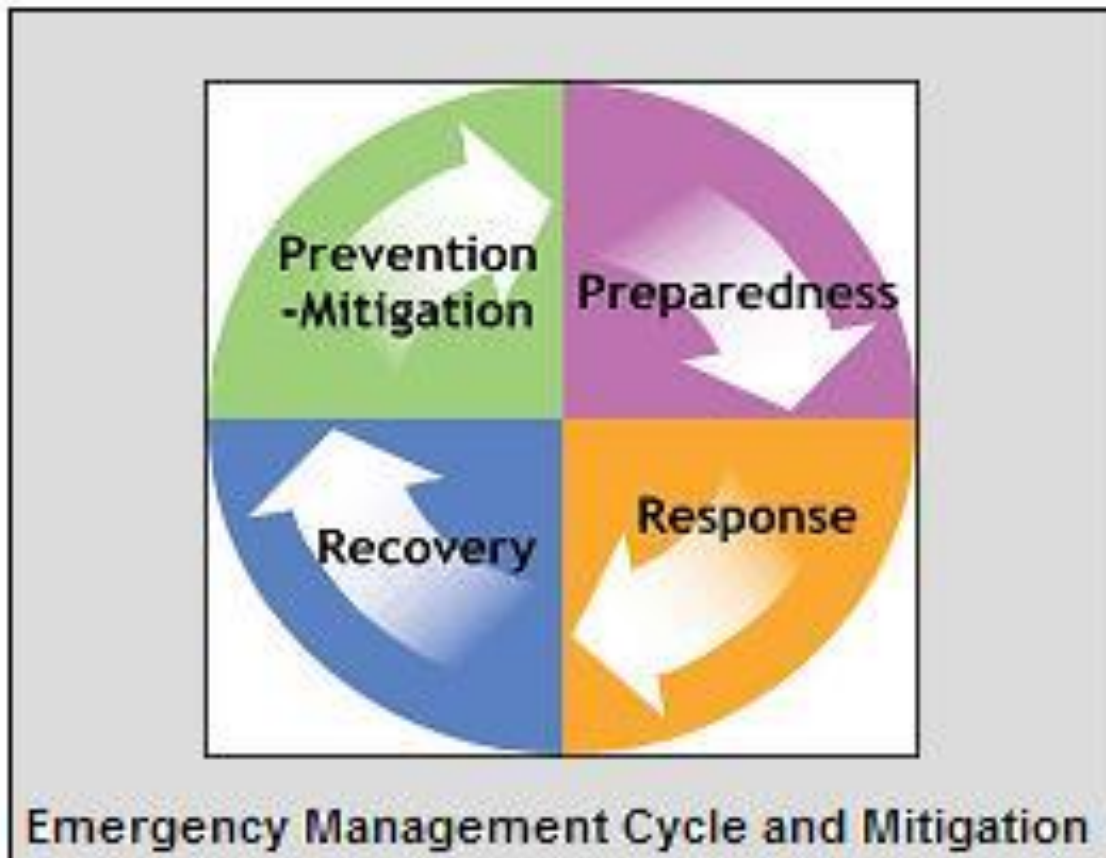 Prevention
-Mitigation
Preparedness
Response
Recovery
Emergency Management Cycle and Mitigation